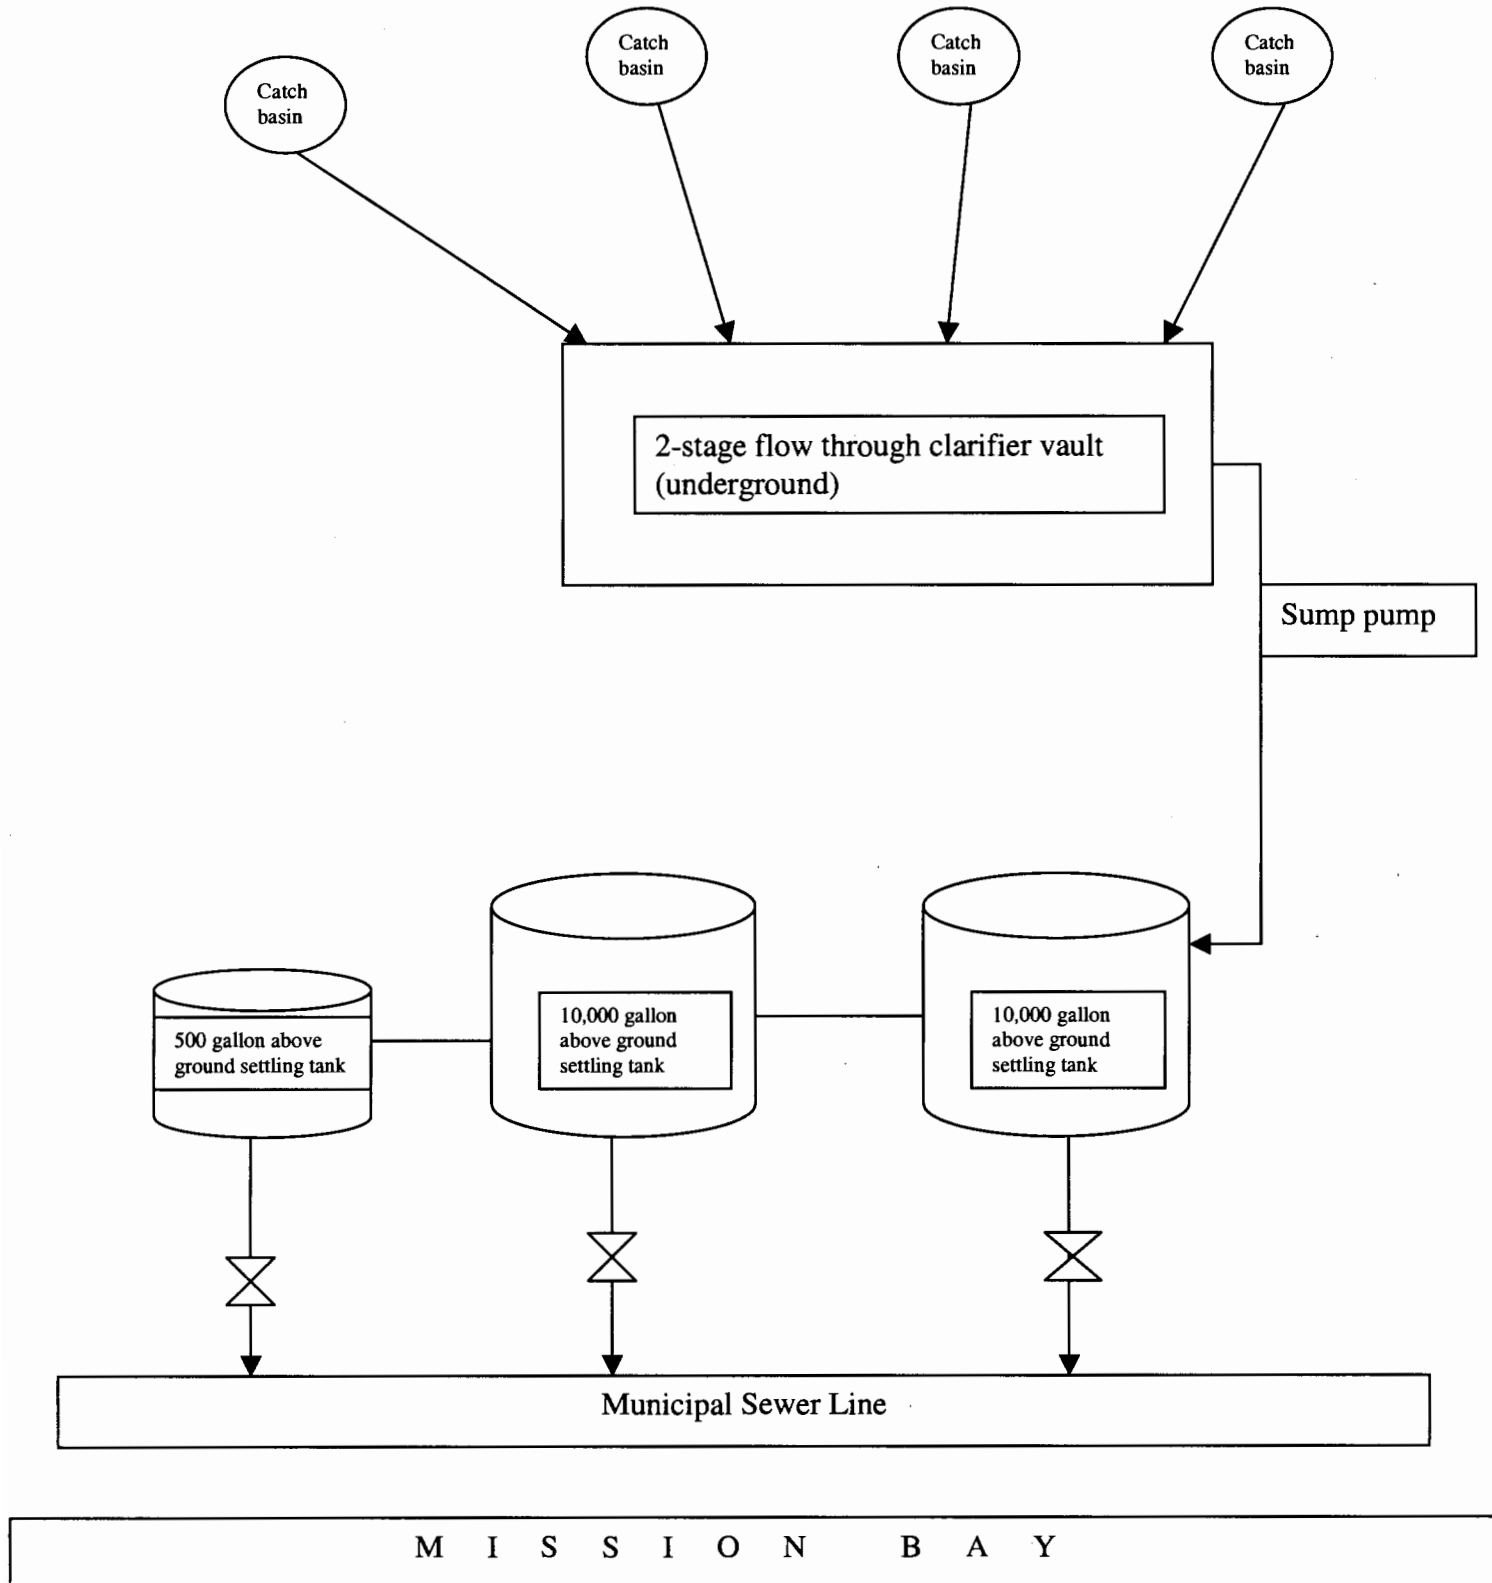 Catch
basin
Catch
basin
Catch
basin
Catch
basin
2-stage flow through clarifier vault
(underground)
Sump pump
500 gallon above
ground settling tank
10,000 gallon
above ground
settling tank
10,000 gallon
above ground
settling tank
Municipal Sewer Line
M I S S I O N B A Y